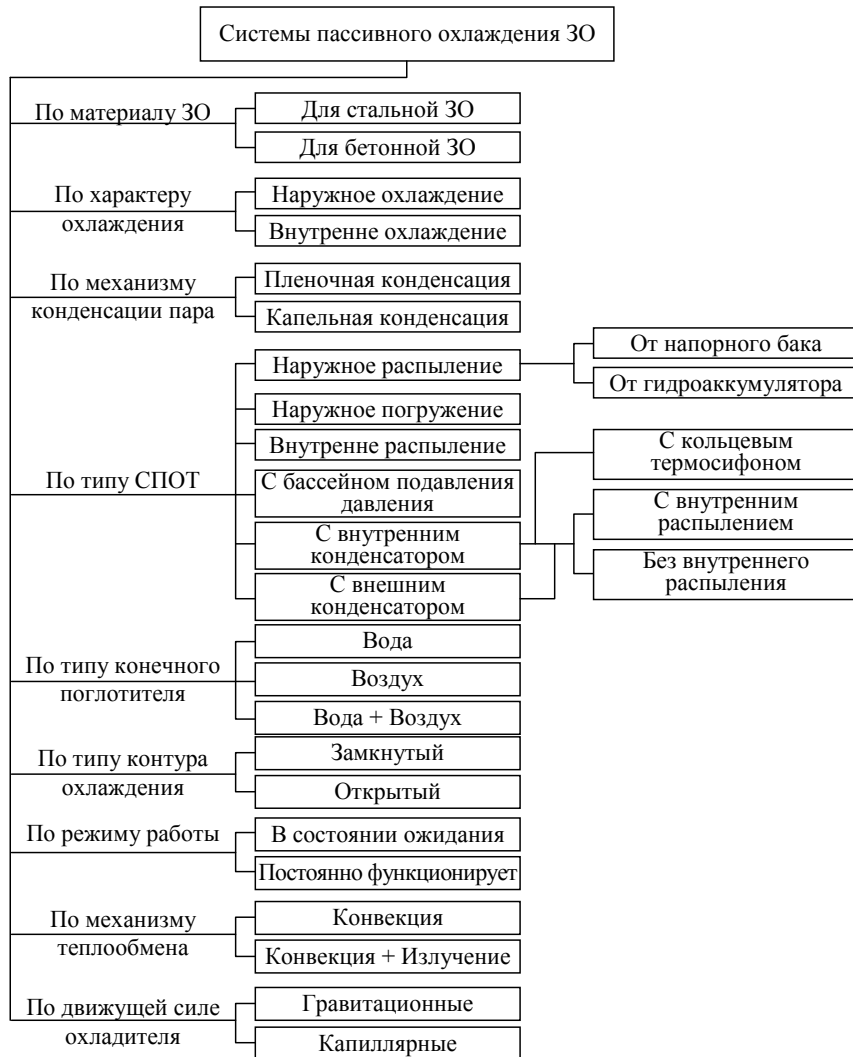 Системы пассивного охлаждения ЗО
По материалу ЗО
Для стальной ЗО
Для бетонной ЗО
По характеру
охлаждения
Наружное охлаждение
Внутренне охлаждение
По механизму
конденсации пара
Пленочная конденсация
Капельная конденсация
По типу СПОТ
Наружное распыление
От напорного бака
От гидроаккумулятора
Наружное погружение
Внутренне распыление
С бассейном подавления
давления
С внутренним
конденсатором
С внешним
конденсатором
С кольцевым
термосифоном
С внутренним
распылением
Без внутреннего
распыления
По типу конечного
поглотителя
Вода
Воздух
Вода + Воздух
По типу контура
охлаждения
Замкнутый
Открытый
По режиму работы
В состоянии ожидания
Постоянно функционирует
По механизму
теплообмена
Конвекция
Конвекция + Излучение
По движущей силе
охладителя
Гравитационные
Капиллярные